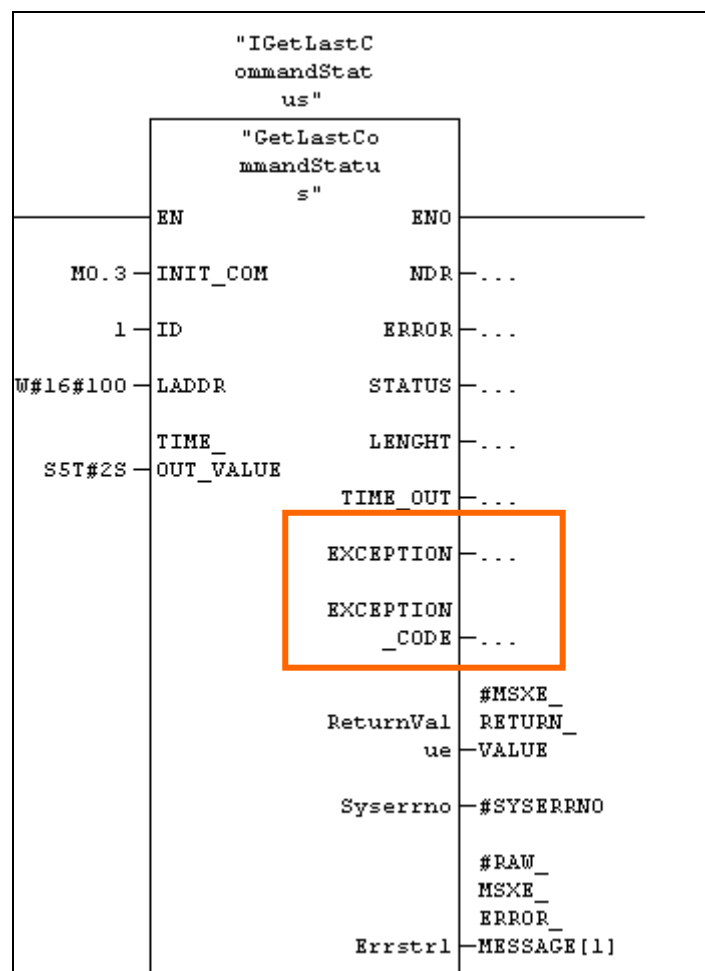 "IGetLastC
ommandStat
us"
"GetLastCo
mmandStatu
s"
EN ENO
M0.3 INIT_COM NDR ...
1 ID ERROR ...
W#16#100 LADDR STATUS ...
TIME_ LENGHT ...
S5T#2S OUT_VALUE
TIME_OUT ...
EXCEPTION ...
EXCEPTION
_CODE ...
#MSXE_
ReturnVal RETURN_
ue VALUE
Syserrno #SYSERRNO
#RAW_
MSXE_
ERROR_
Errstr1 MESSAGE[1]